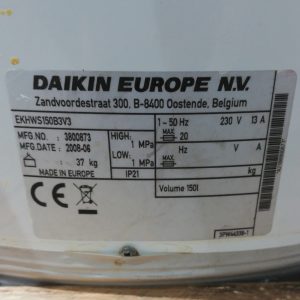 DAIKIN EUROPE N.V.
Zandvoordestraat 300, B-8400 Oostende, Belgium
EKHWS150B3V3
1 ~ 50 Hz 230 V 13 A
MAX 20
MFG.NO. : 3800873
MFG.DATE : 2008-06
HIGH: 1 MPa
LOW: 1 MPa
Hz V A
MAX
: 37 kg
MADE IN EUROPE
IP21
kg
CE
Volume 150l
3PW44339-1